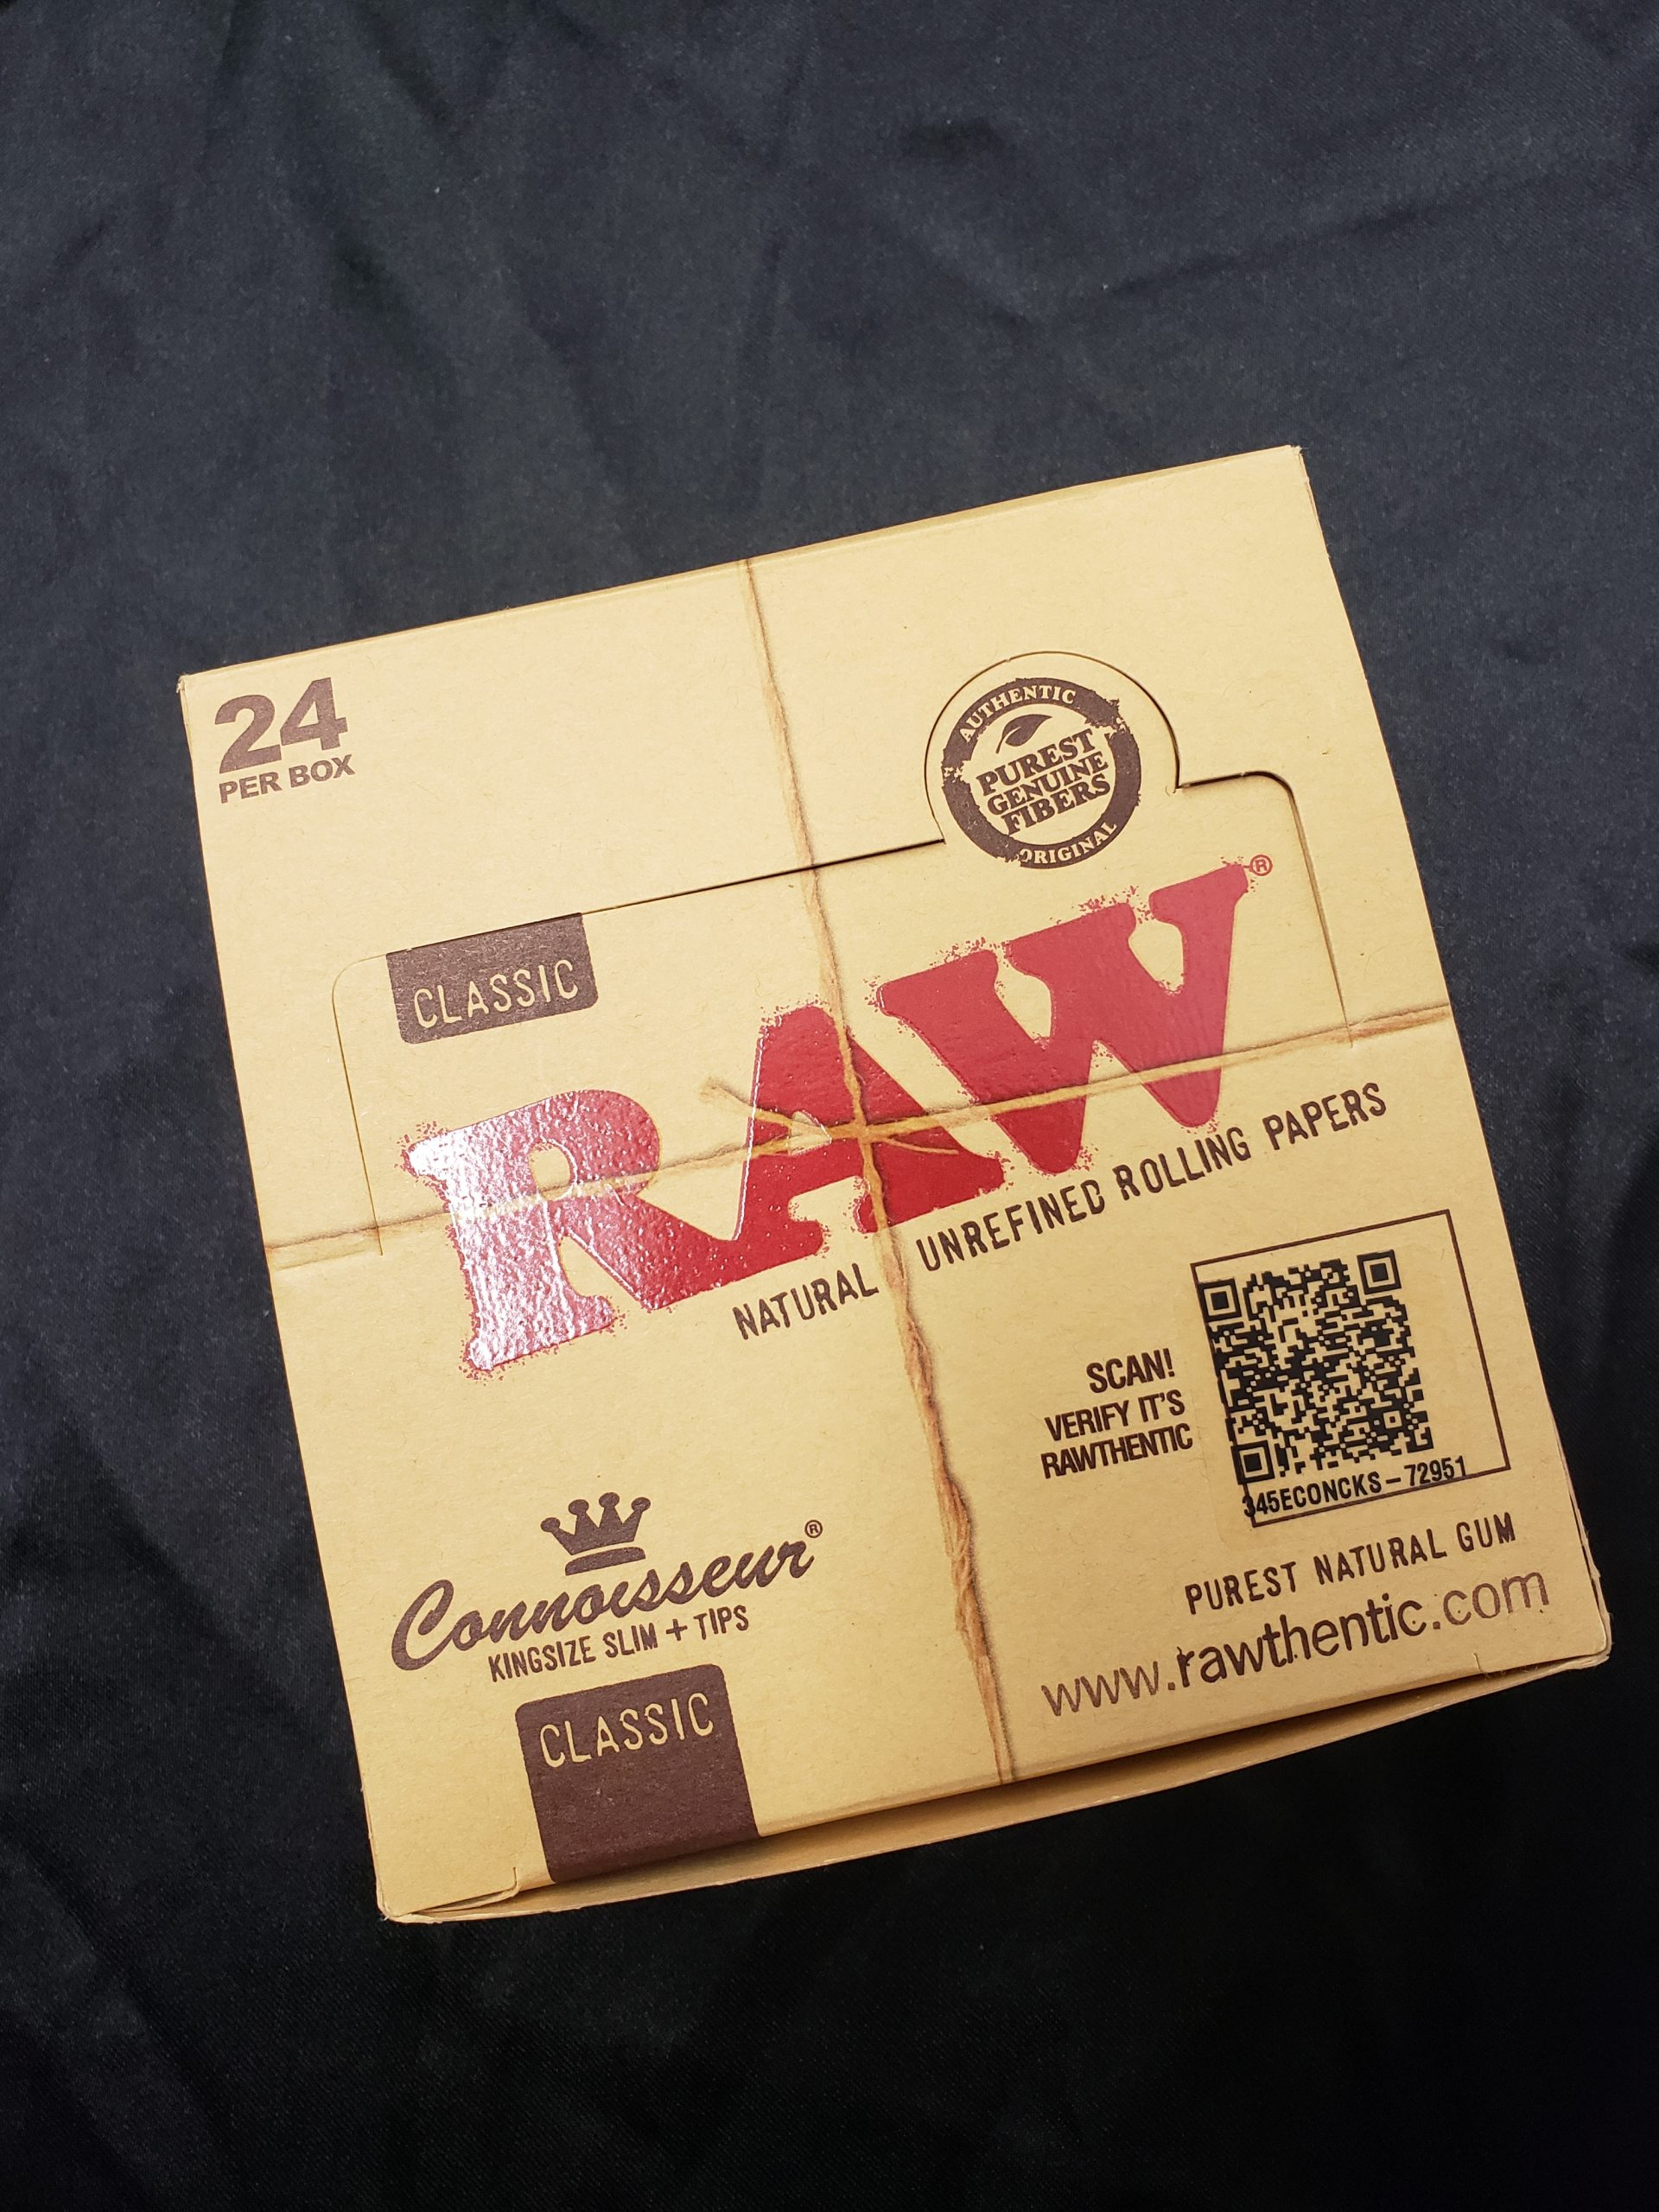 24
PER BOX
AUTHENTIC
PUREST
GENUINE
FIBERS
ORIGINAL
CLASSIC
RAW®
NATURAL UNREFINED ROLLING PAPERS
SCAN!
VERIFY IT'S
RAWTHENTIC
345ECONCKS-72951
Connoisseur®
KINGSIZE SLIM + TIPS
CLASSIC
PUREST NATURAL GUM
www.rawthentic.com